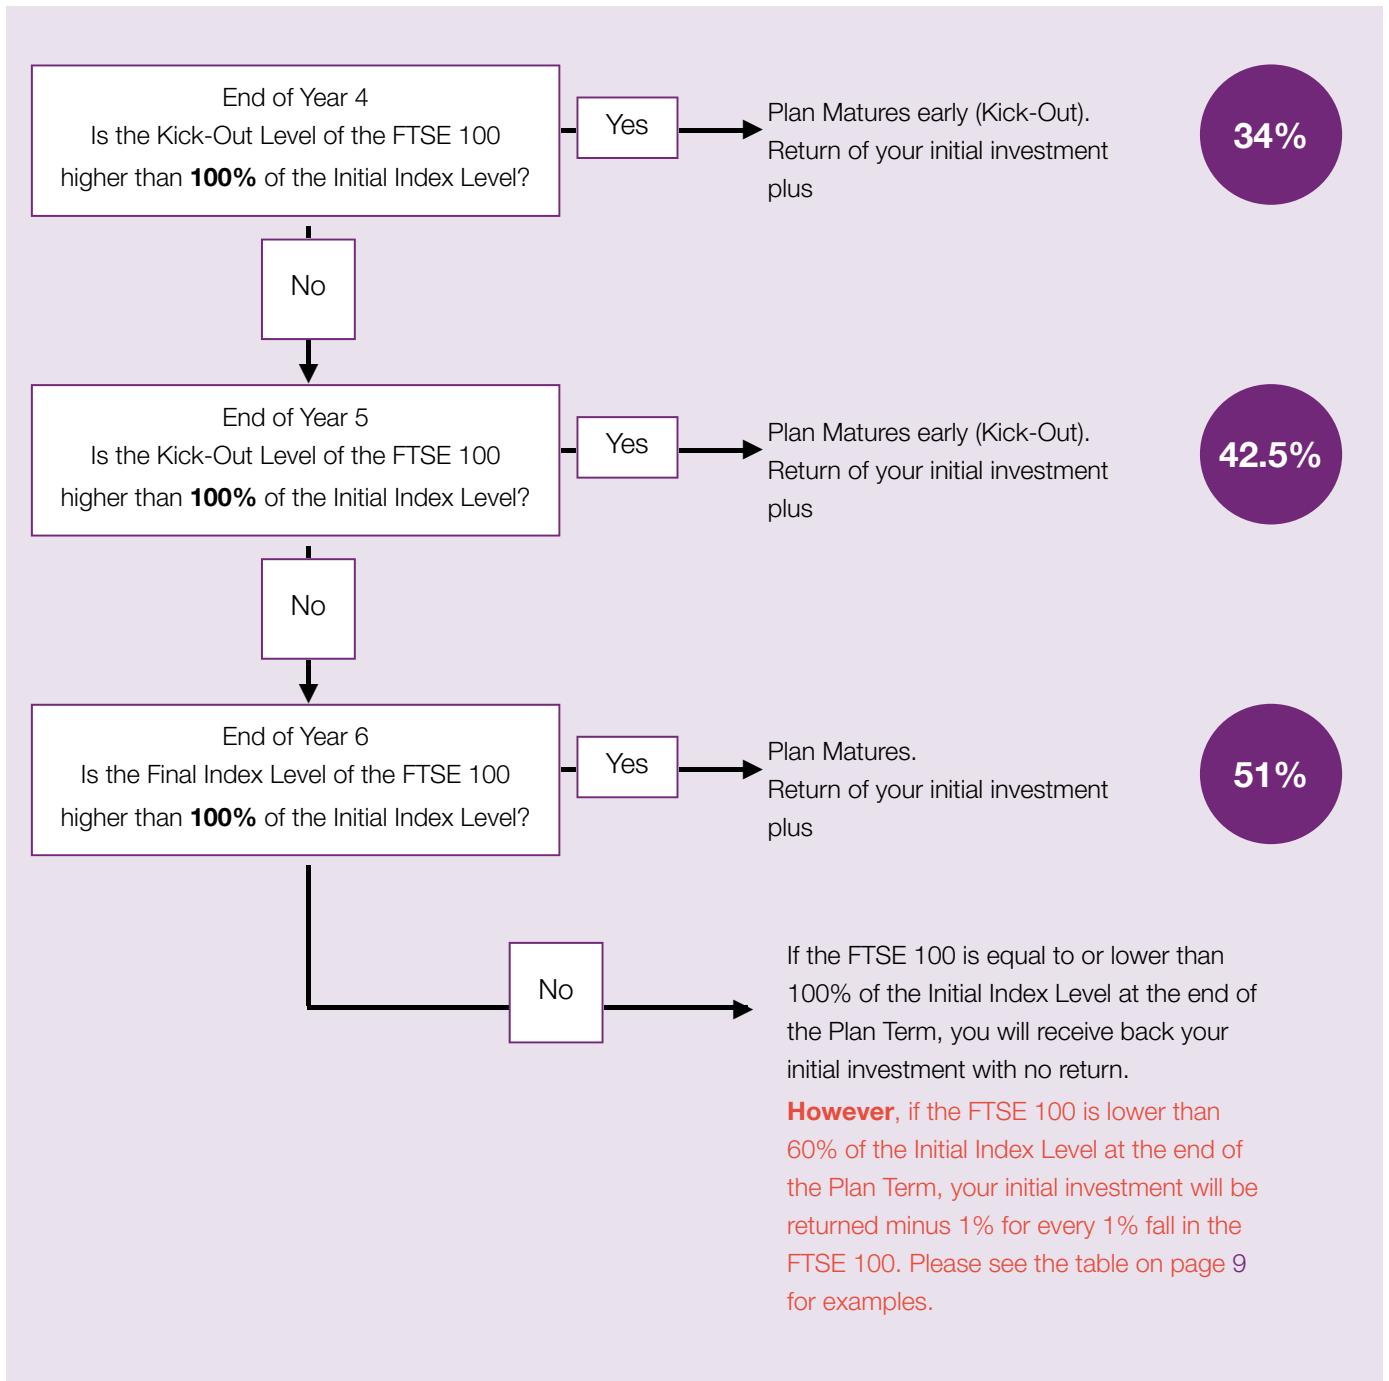 End of Year 4
Is the Kick-Out Level of the FTSE 100
higher than 100% of the Initial Index Level?
Yes
Plan Matures early (Kick-Out).
Return of your initial investment
plus
34%
No
End of Year 5
Is the Kick-Out Level of the FTSE 100
higher than 100% of the Initial Index Level?
Yes
Plan Matures early (Kick-Out).
Return of your initial investment
plus
42.5%
No
End of Year 6
Is the Final Index Level of the FTSE 100
higher than 100% of the Initial Index Level?
Yes
Plan Matures.
Return of your initial investment
plus
51%
No
If the FTSE 100 is equal to or lower than
100% of the Initial Index Level at the end of
the Plan Term, you will receive back your
initial investment with no return.
However, if the FTSE 100 is lower than
60% of the Initial Index Level at the end of
the Plan Term, your initial investment will be
returned minus 1% for every 1% fall in the
FTSE 100. Please see the table on page 9
for examples.